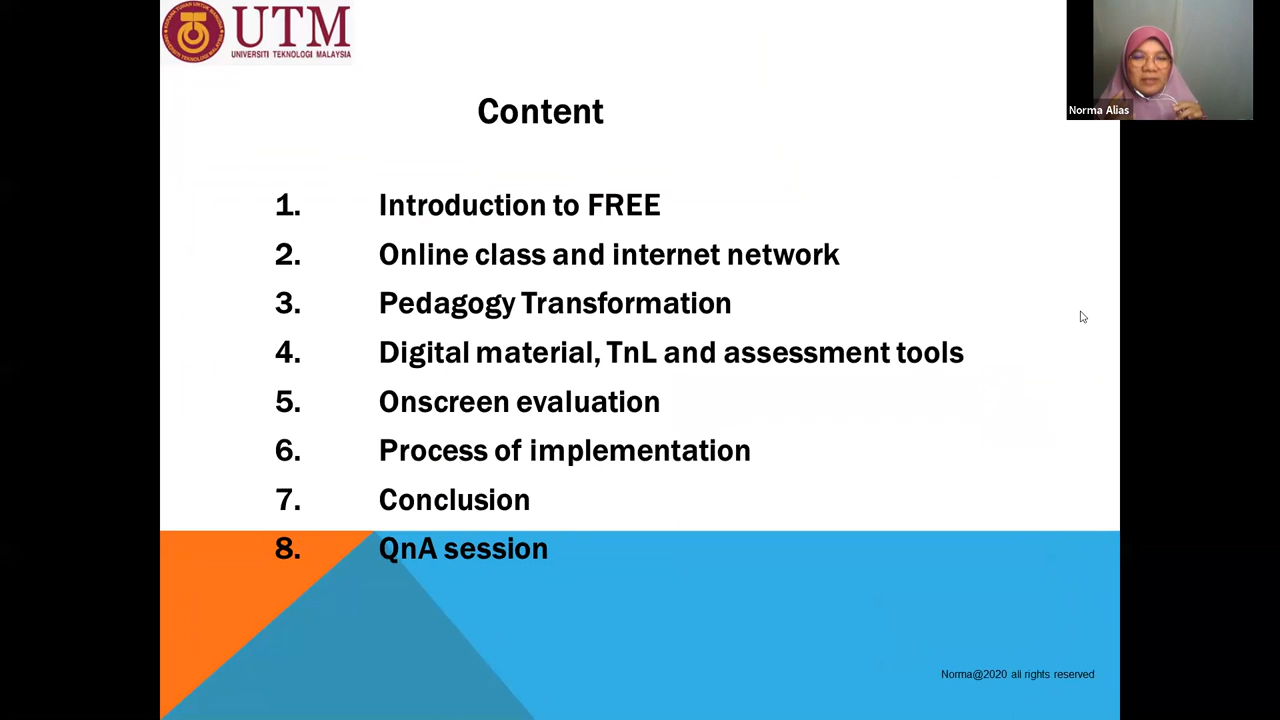 UTM
UNIVERSITI TEKNOLOGI MALAYSIA
Norma Alias
Content
1. Introduction to FREE
2. Online class and internet network
3. Pedagogy Transformation
4. Digital material, TnL and assessment tools
5. Onscreen evaluation
6. Process of implementation
7. Conclusion
8. QnA session
Norma@2020 all rights reserved